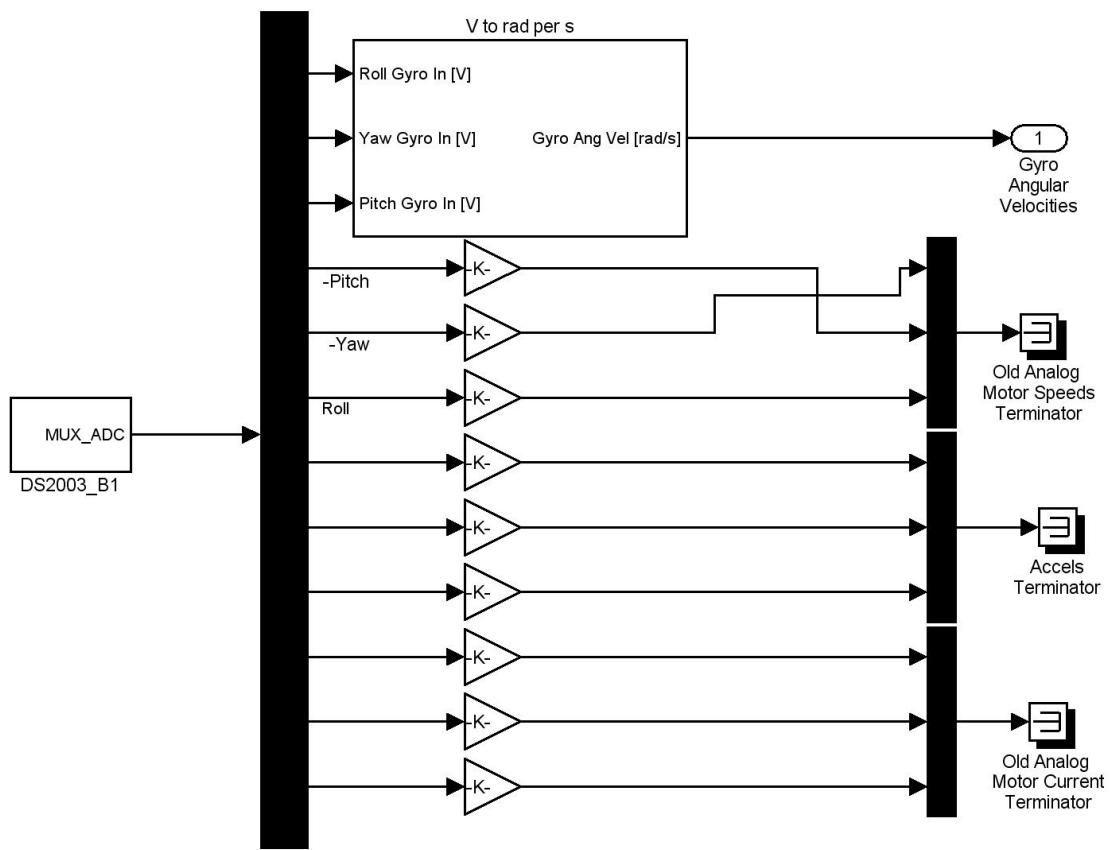 V to rad per s
Roll Gyro In [V]
Yaw Gyro In [V]
Gyro Ang Vel [rad/s]
Pitch Gyro In [V]
1
Gyro
Angular
Velocities
-K-
-Pitch
-K-
-Yaw
Old Analog
Motor Speeds
Terminator
-K-
Roll
MUX_ADC
DS2003_B1
-K-
-K-
Accels
Terminator
-K-
-K-
-K-
Old Analog
Motor Current
Terminator
-K-